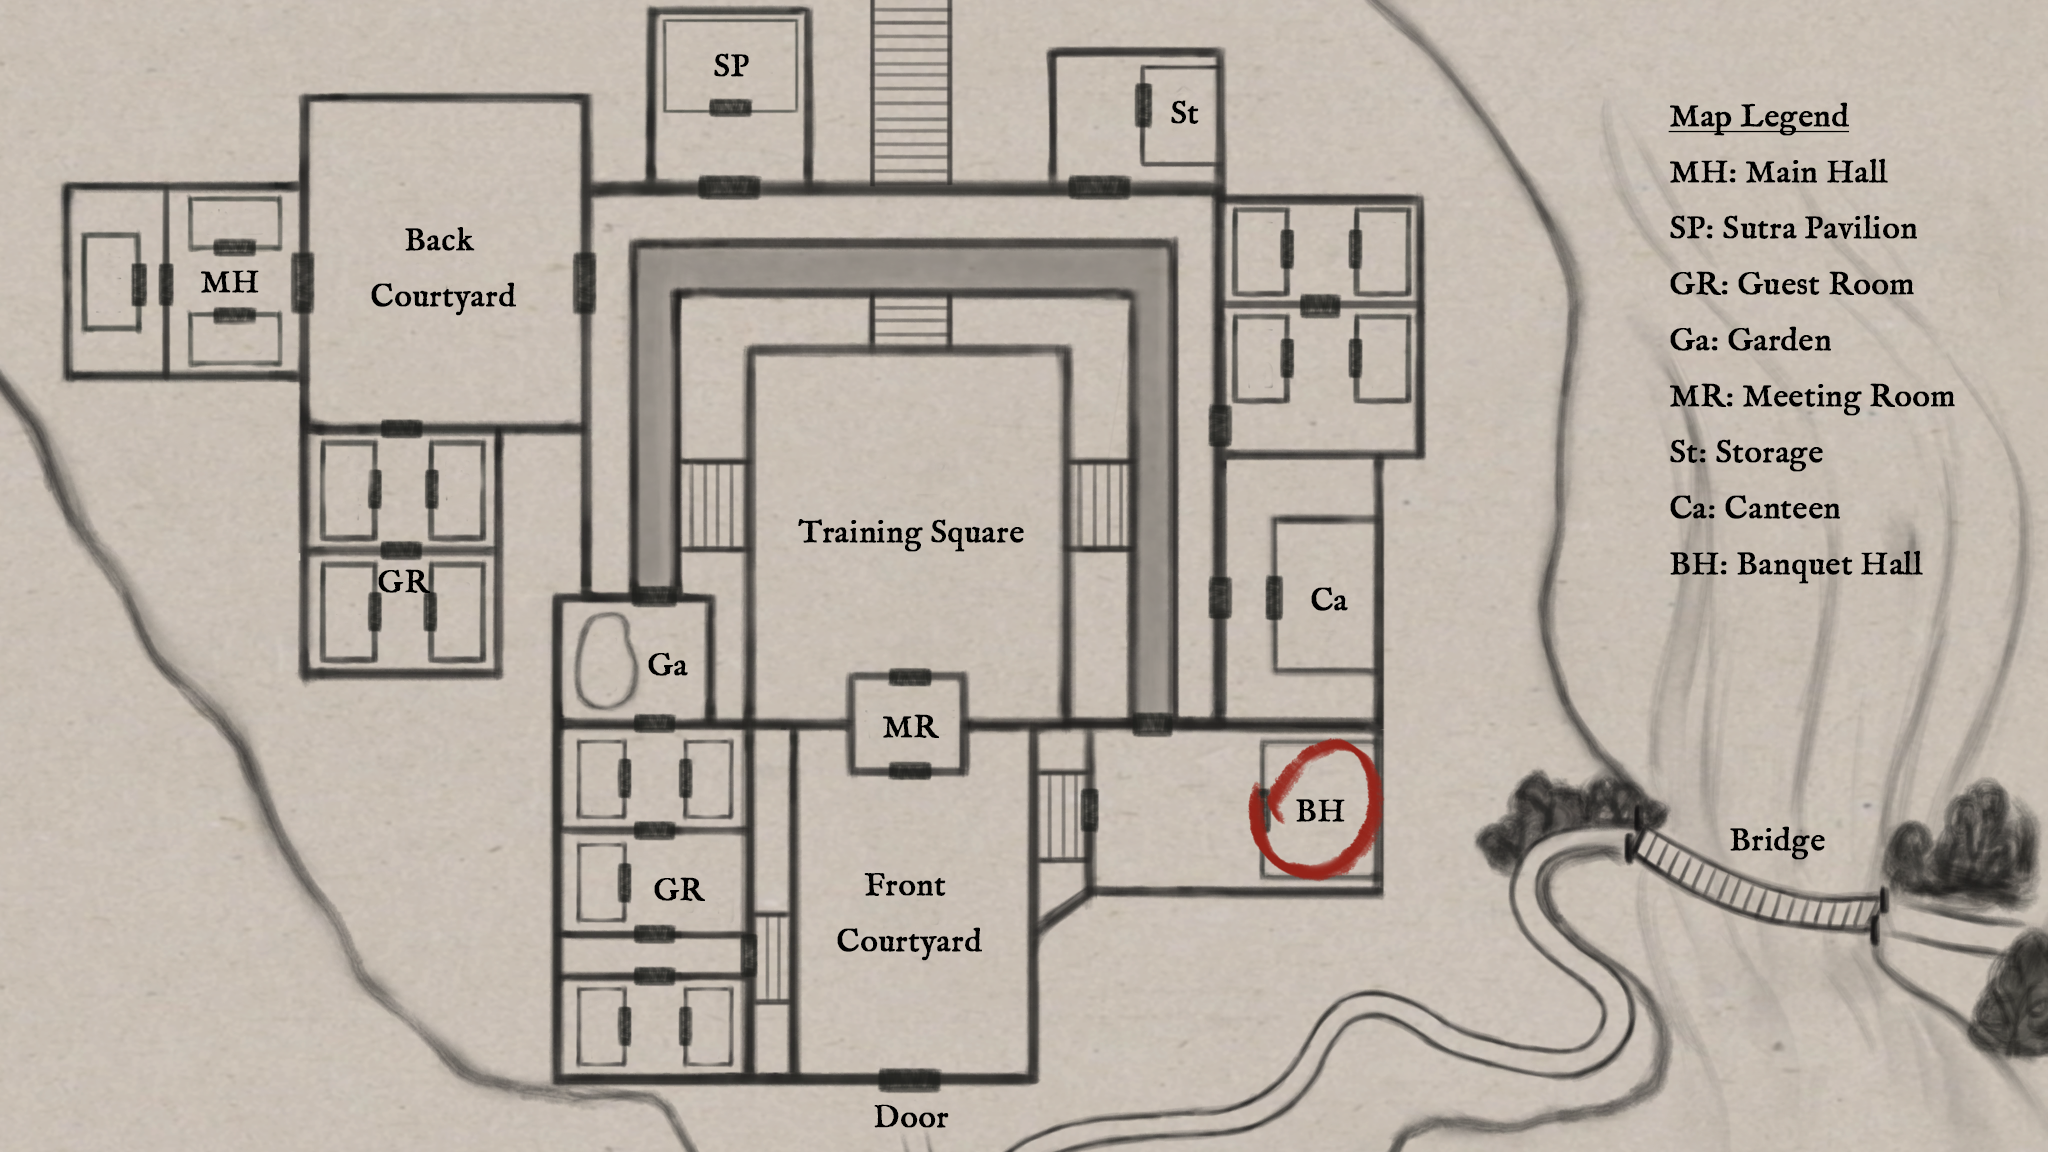 SP
St
Back
Courtyard
MH
Training Square
GR
Ca
Ga
MR
BH
GR
Front
Courtyard
Door
Bridge
Map Legend
MH: Main Hall
SP: Sutra Pavilion
GR: Guest Room
Ga: Garden
MR: Meeting Room
St: Storage
Ca: Canteen
BH: Banquet Hall